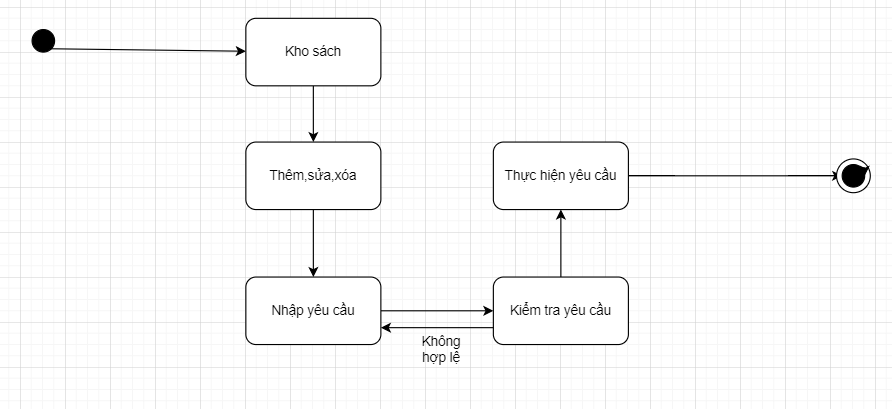 Kho sách
Thêm,sửa,xóa
Thực hiện yêu cầu
Nhập yêu cầu
Kiểm tra yêu cầu
Không
hợp lệ